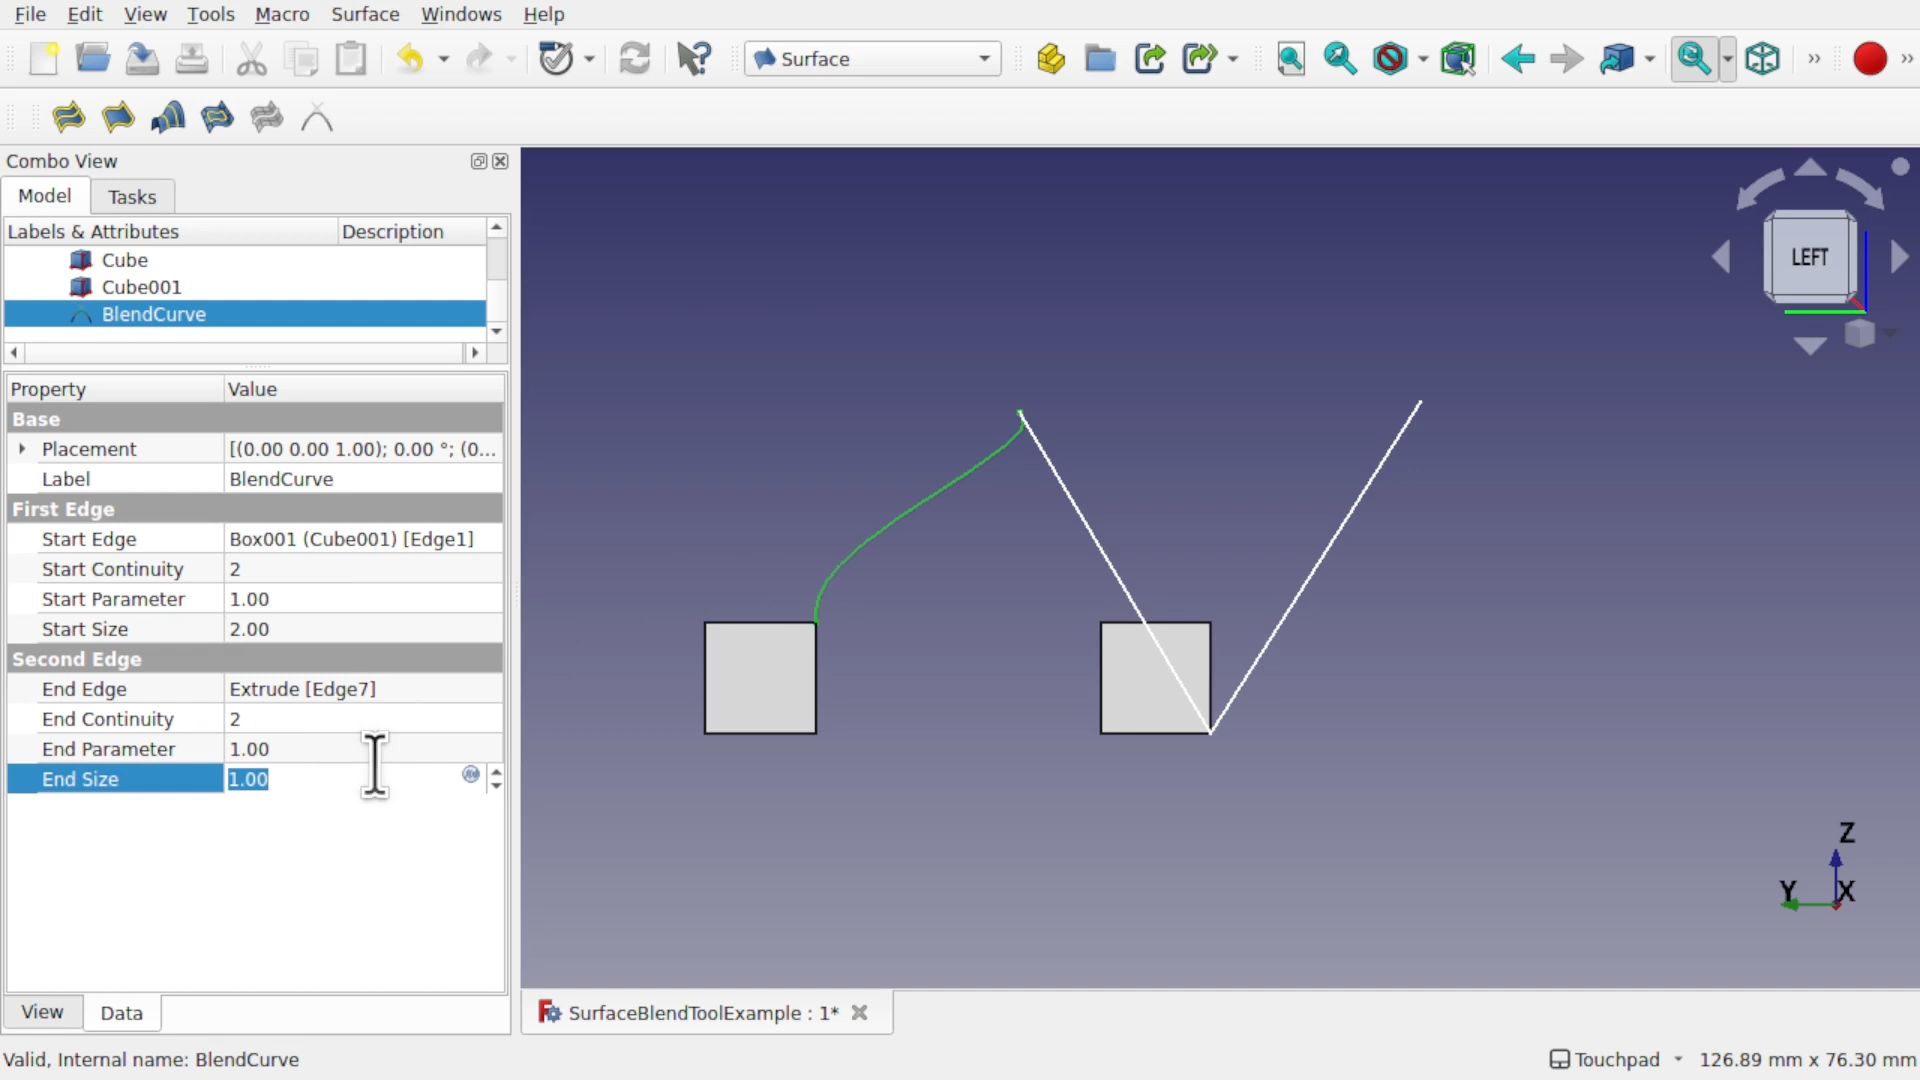 File Edit View Tools Macro Surface Windows Help
Surface
Combo View
Model Tasks
Labels & Attributes Description
Cube
Cube001
BlendCurve
Property Value
Base
Placement [(0.00 0.00 1.00); 0.00 °; (0...
Label BlendCurve
First Edge
Start Edge Box001 (Cube001) [Edge1]
Start Continuity 2
Start Parameter 1.00
Start Size 2.00
Second Edge
End Edge Extrude [Edge7]
End Continuity 2
End Parameter 1.00
End Size 1.00
View Data
LEFT
Z
Y X
SurfaceBlendToolExample : 1*
Valid, Internal name: BlendCurve
Touchpad 126.89 mm x 76.30 mm